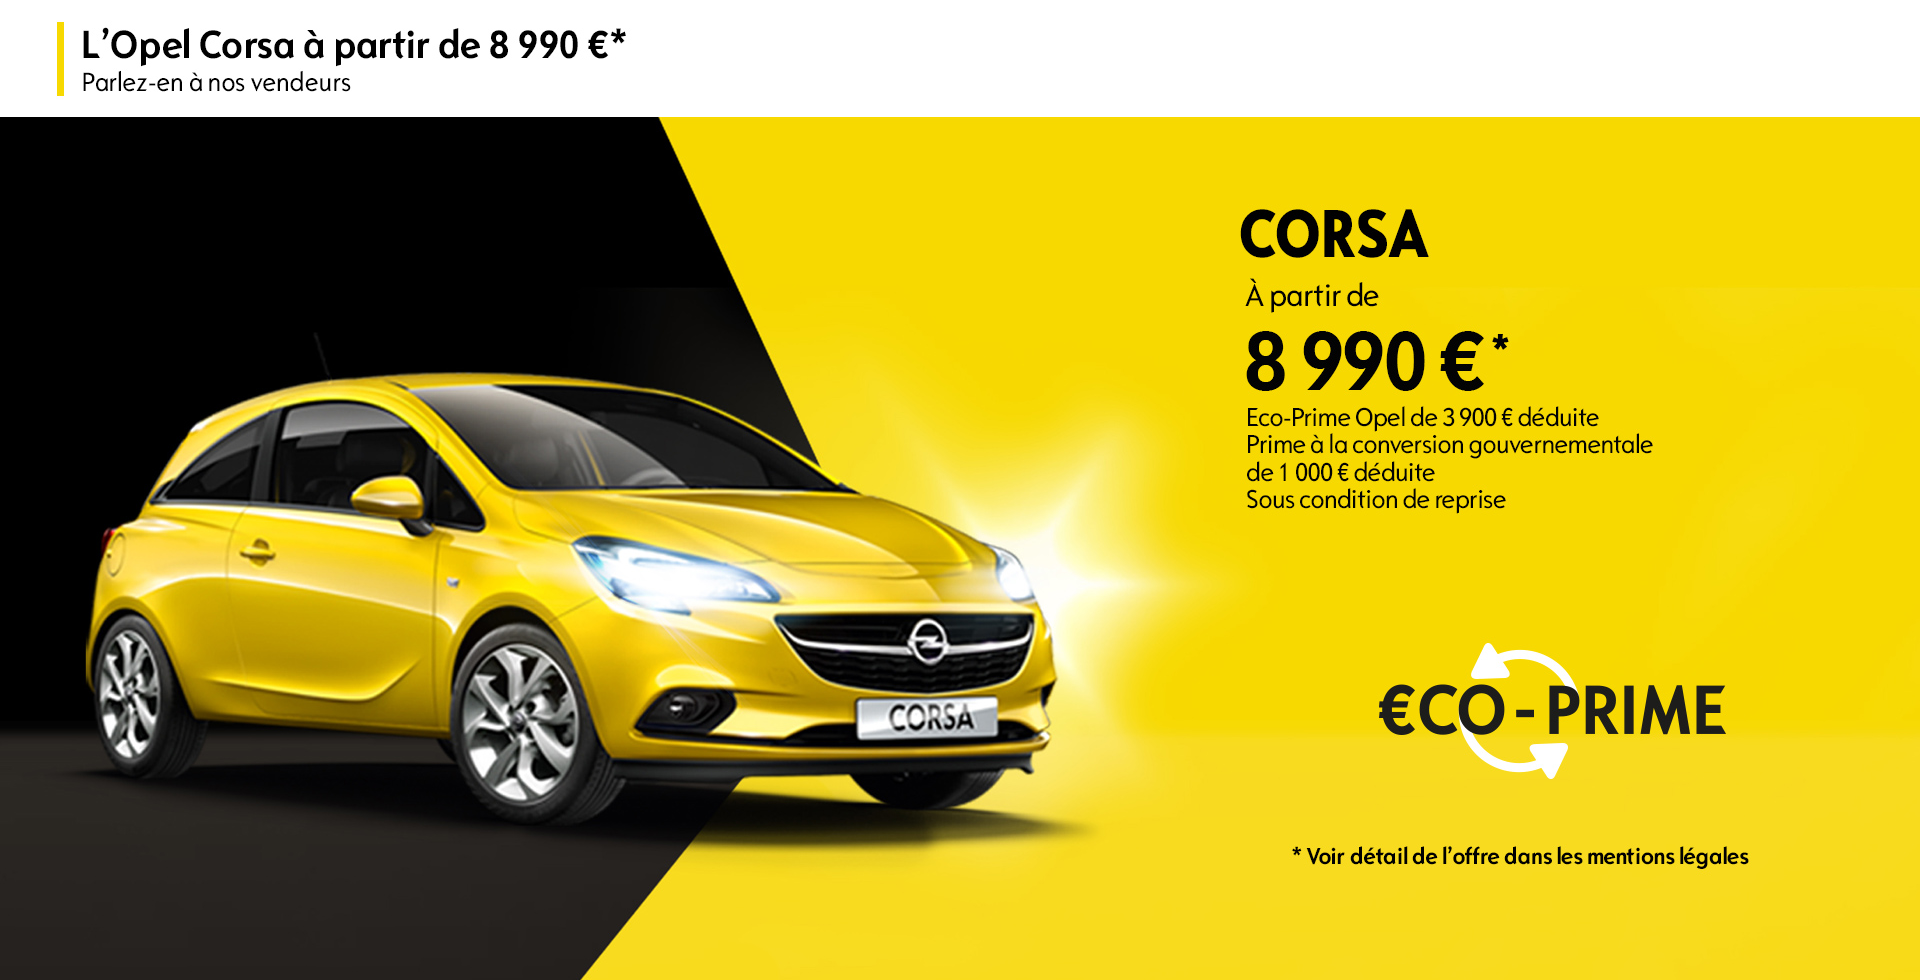 L’Opel Corsa à partir de 8 990 €*
Parlez-en à nos vendeurs
CORSA
À partir de
8 990 €*
Eco-Prime Opel de 3 900 € déduite
Prime à la conversion gouvernementale
de 1 000 € déduite
Sous condition de reprise
CORSA
€CO-PRIME
* Voir détail de l’offre dans les mentions légales